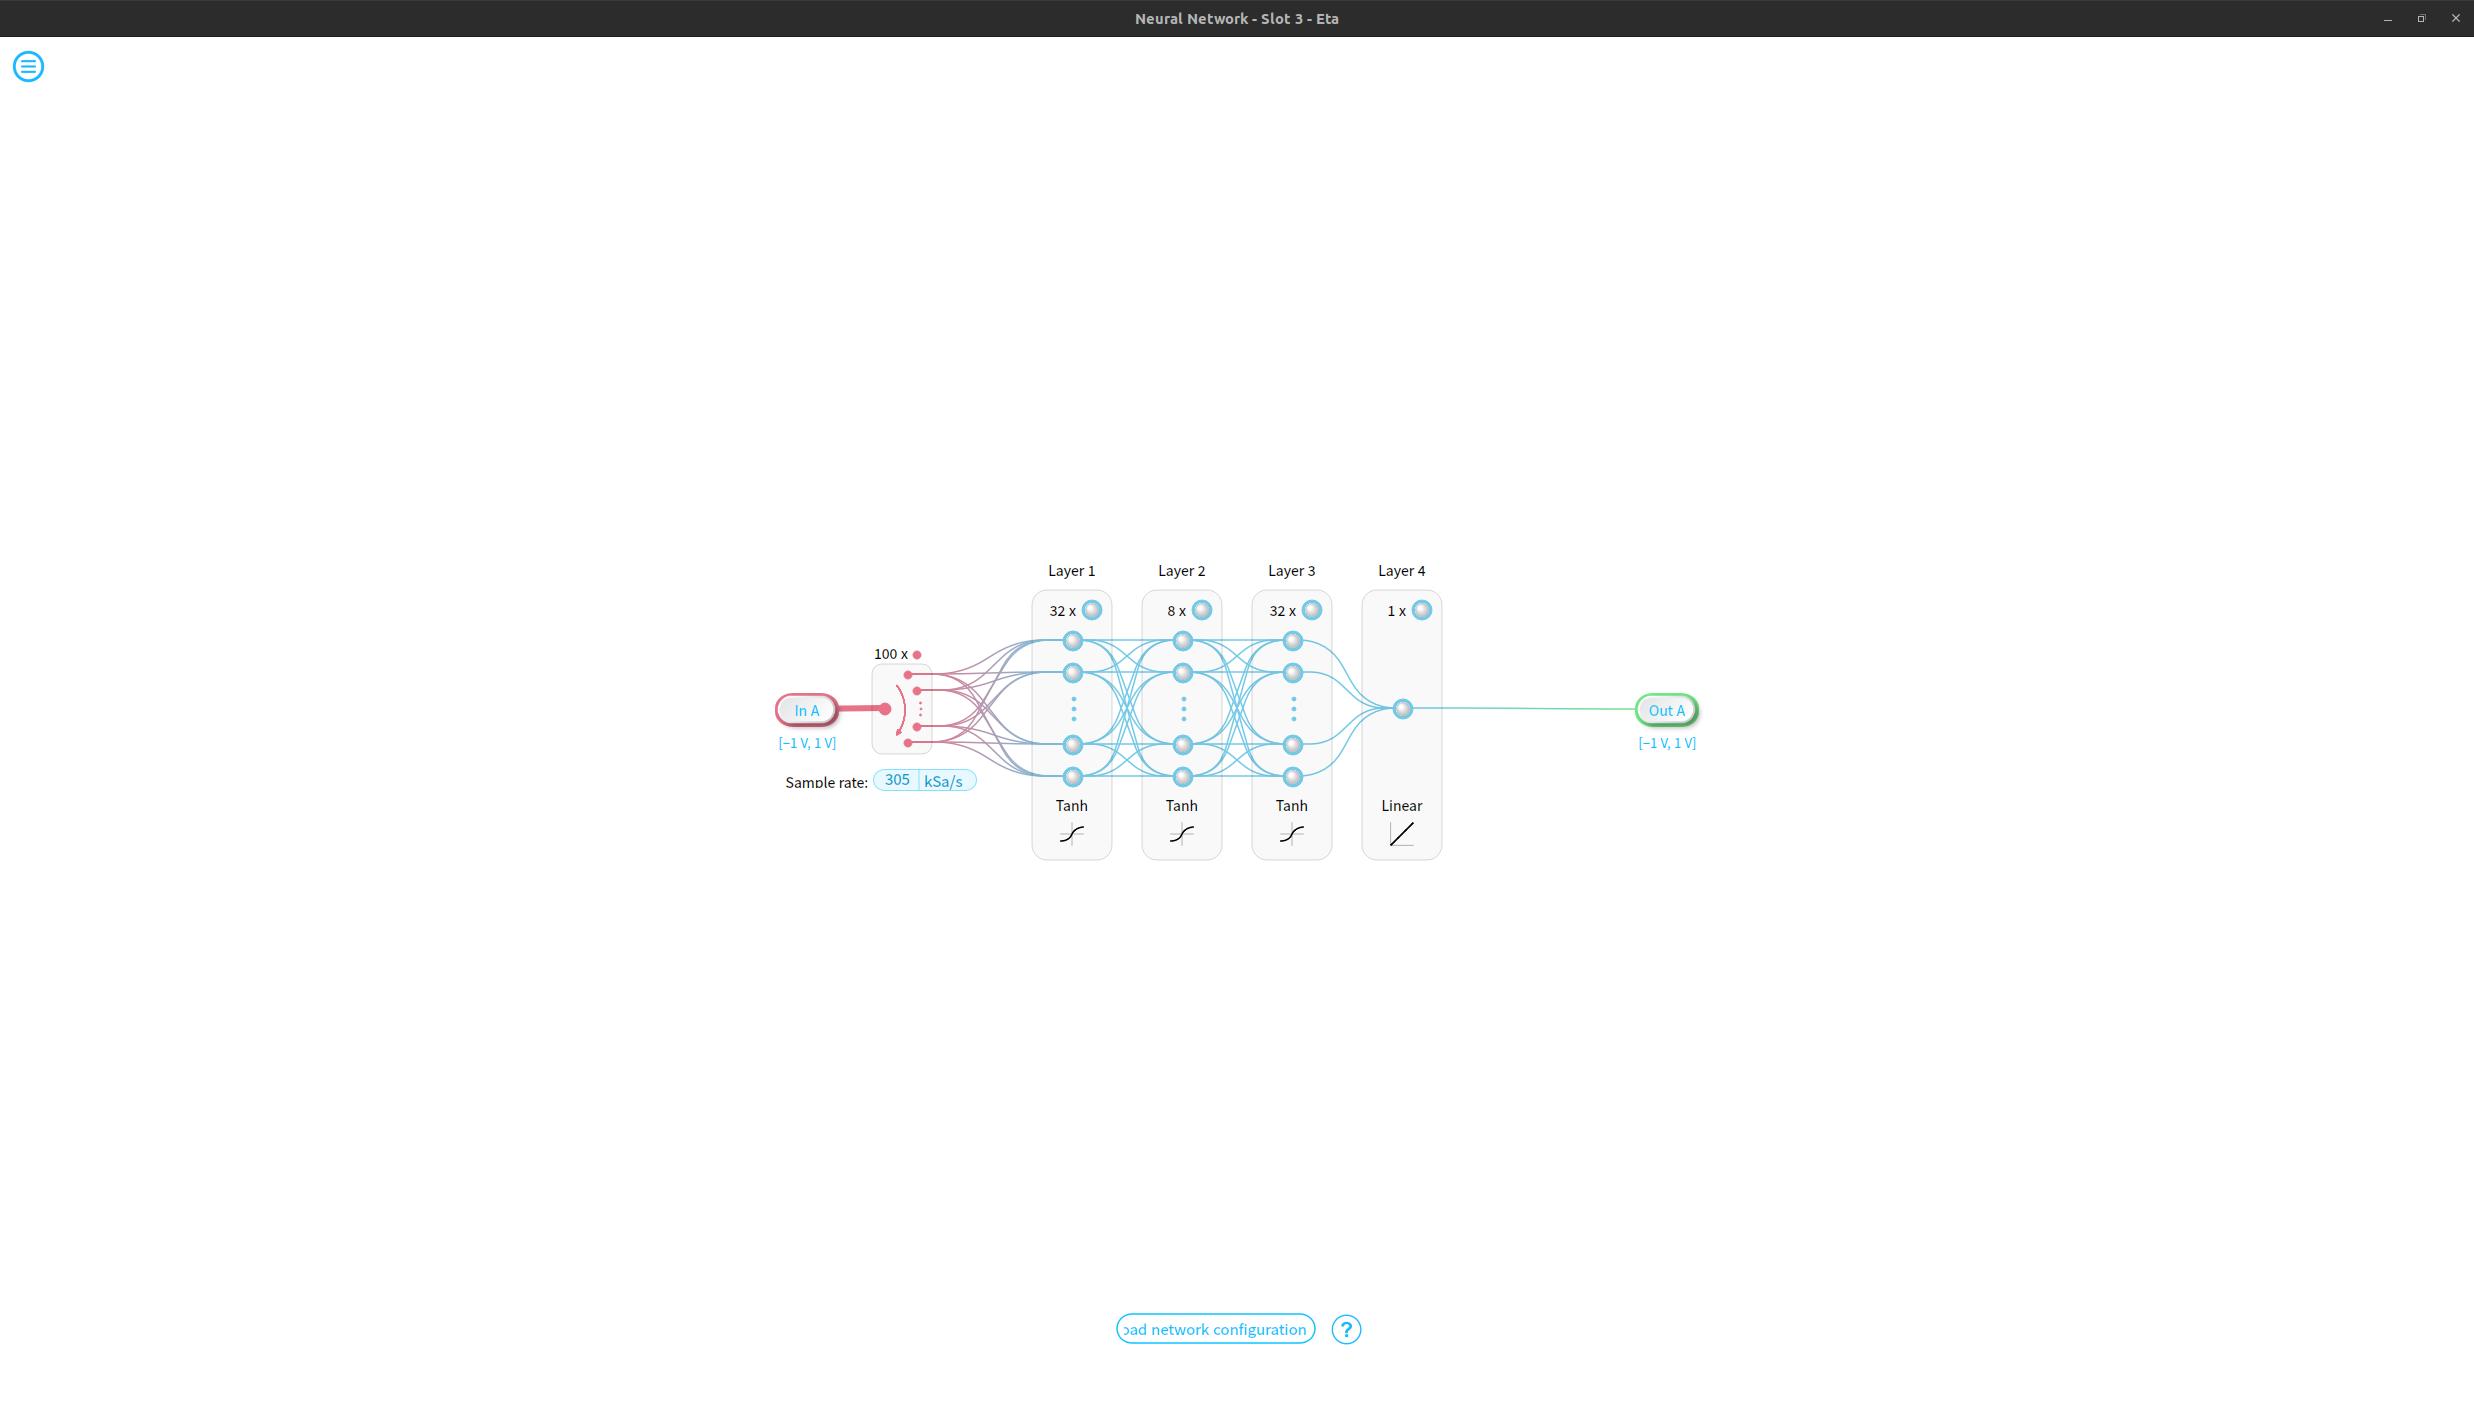 Neural Network - Slot 3 - Eta
Layer 1
Layer 2
Layer 3
Layer 4
32 x
8 x
32 x
1 x
100 x
In A
[−1 V, 1 V]
Out A
[−1 V, 1 V]
Sample rate: 305 kSa/s
Tanh
Tanh
Tanh
Linear
oad network configuration
?